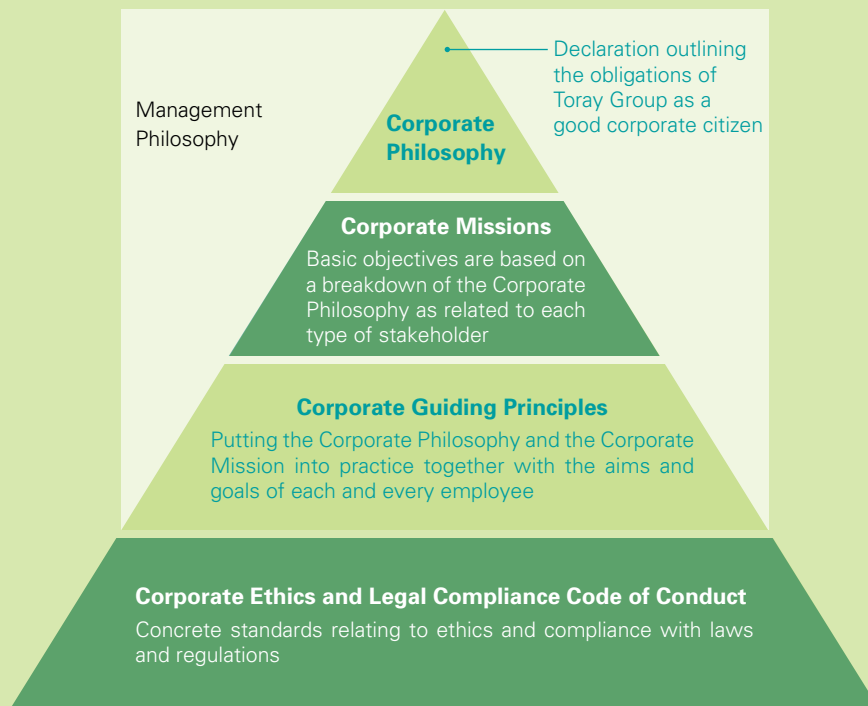 Management
Philosophy
Declaration outlining
the obligations of
Toray Group as a
good corporate citizen
Corporate
Philosophy
Corporate Missions
Basic objectives are based on
a breakdown of the Corporate
Philosophy as related to each
type of stakeholder
Corporate Guiding Principles
Putting the Corporate Philosophy and the Corporate
Mission into practice together with the aims and
goals of each and every employee
Corporate Ethics and Legal Compliance Code of Conduct
Concrete standards relating to ethics and compliance with laws
and regulations